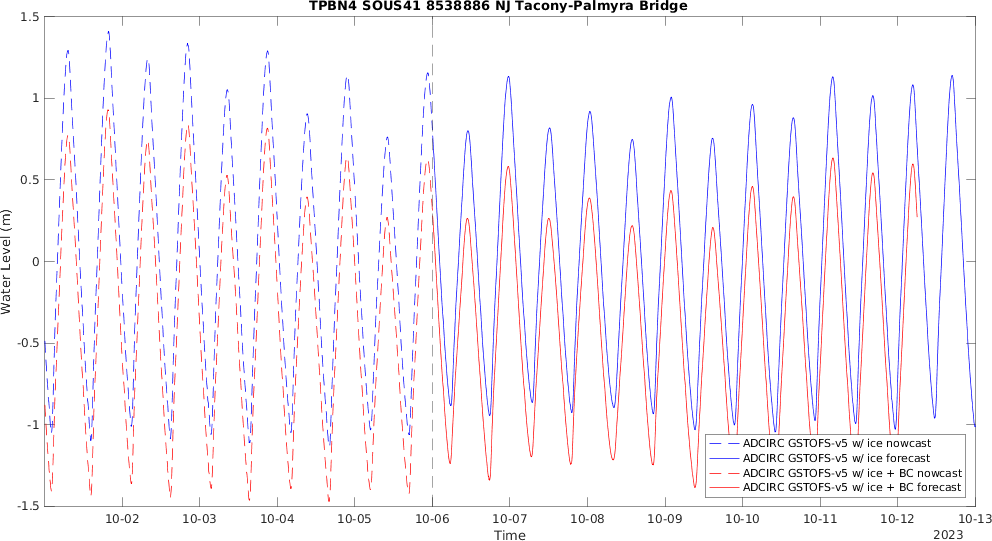 TPBN4 SOUS41 8538886 NJ Tacony-Palmyra Bridge
Water Level (m)
1.5
1
0.5
0
-0.5
-1
-1.5
ADCIRC GSTOFS-v5 w/ ice nowcast
ADCIRC GSTOFS-v5 w/ ice forecast
ADCIRC GSTOFS-v5 w/ ice + BC nowcast
ADCIRC GSTOFS-v5 w/ ice + BC forecast
10-02 10-03 10-04 10-05 10-06 10-07 10-08 10-09 10-10 10-11 10-12 10-13
Time
2023